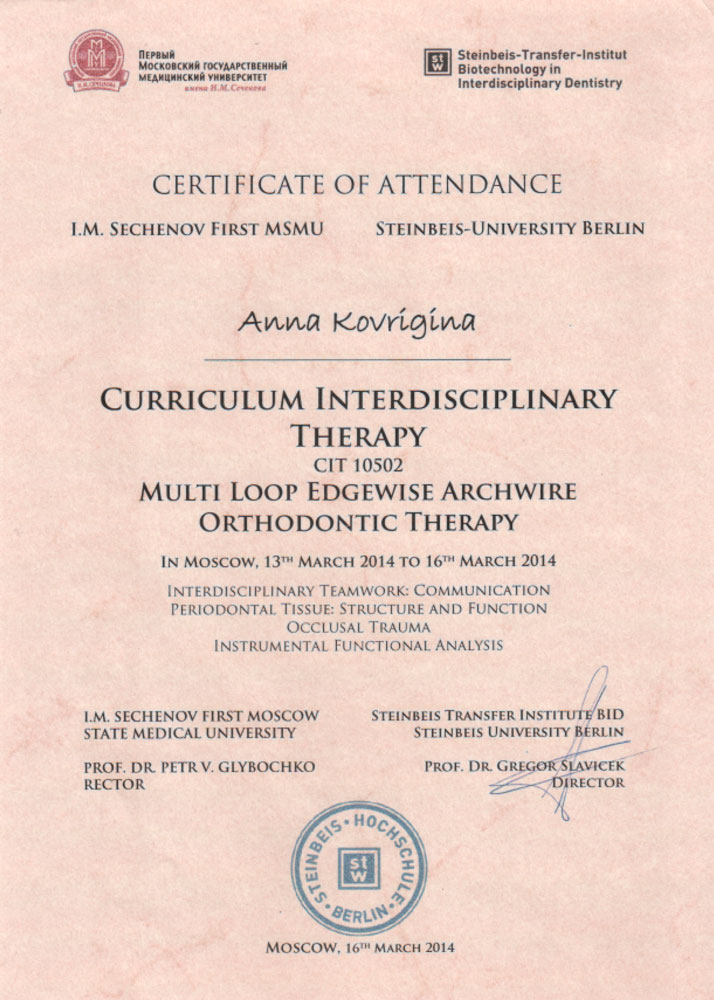 Первый
Московский государственный
медицинский университет
имени И.М. Сеченова
И.М. СЕЧЕНОВА
st
w
Steinbeis-Transfer-Institut
Biotechnology in
Interdisciplinary Dentistry
CERTIFICATE OF ATTENDANCE
I.M. SECHENOV FIRST MSMU
STEINBEIS-UNIVERSITY BERLIN
Anna Kovrigina
CURRICULUM INTERDISCIPLINARY
THERAPY
CIT 10502
MULTI LOOP EDGEWISE ARCHWIRE
ORTHODONTIC THERAPY
IN MOSCOW, 13TH MARCH 2014 TO 16TH MARCH 2014
INTERDISCIPLINARY TEAMWORK: COMMUNICATION
PERIODONTAL TISSUE: STRUCTURE AND FUNCTION
OCCLUSAL TRAUMA
INSTRUMENTAL FUNCTIONAL ANALYSIS
I.M. SECHENOV FIRST MOSCOW
STATE MEDICAL UNIVERSITY
PROF. DR. PETR V. GLYBOCHKO
RECTOR
STEINBEIS TRANSFER INSTITUTE BID
STEINBEIS UNIVERSITY BERLIN
PROF. DR. GREGOR SLAVICEK
DIRECTOR
STEINBEIS · HOCHSCHULE · BERLIN ·
st
w
MOSCOW, 16TH MARCH 2014